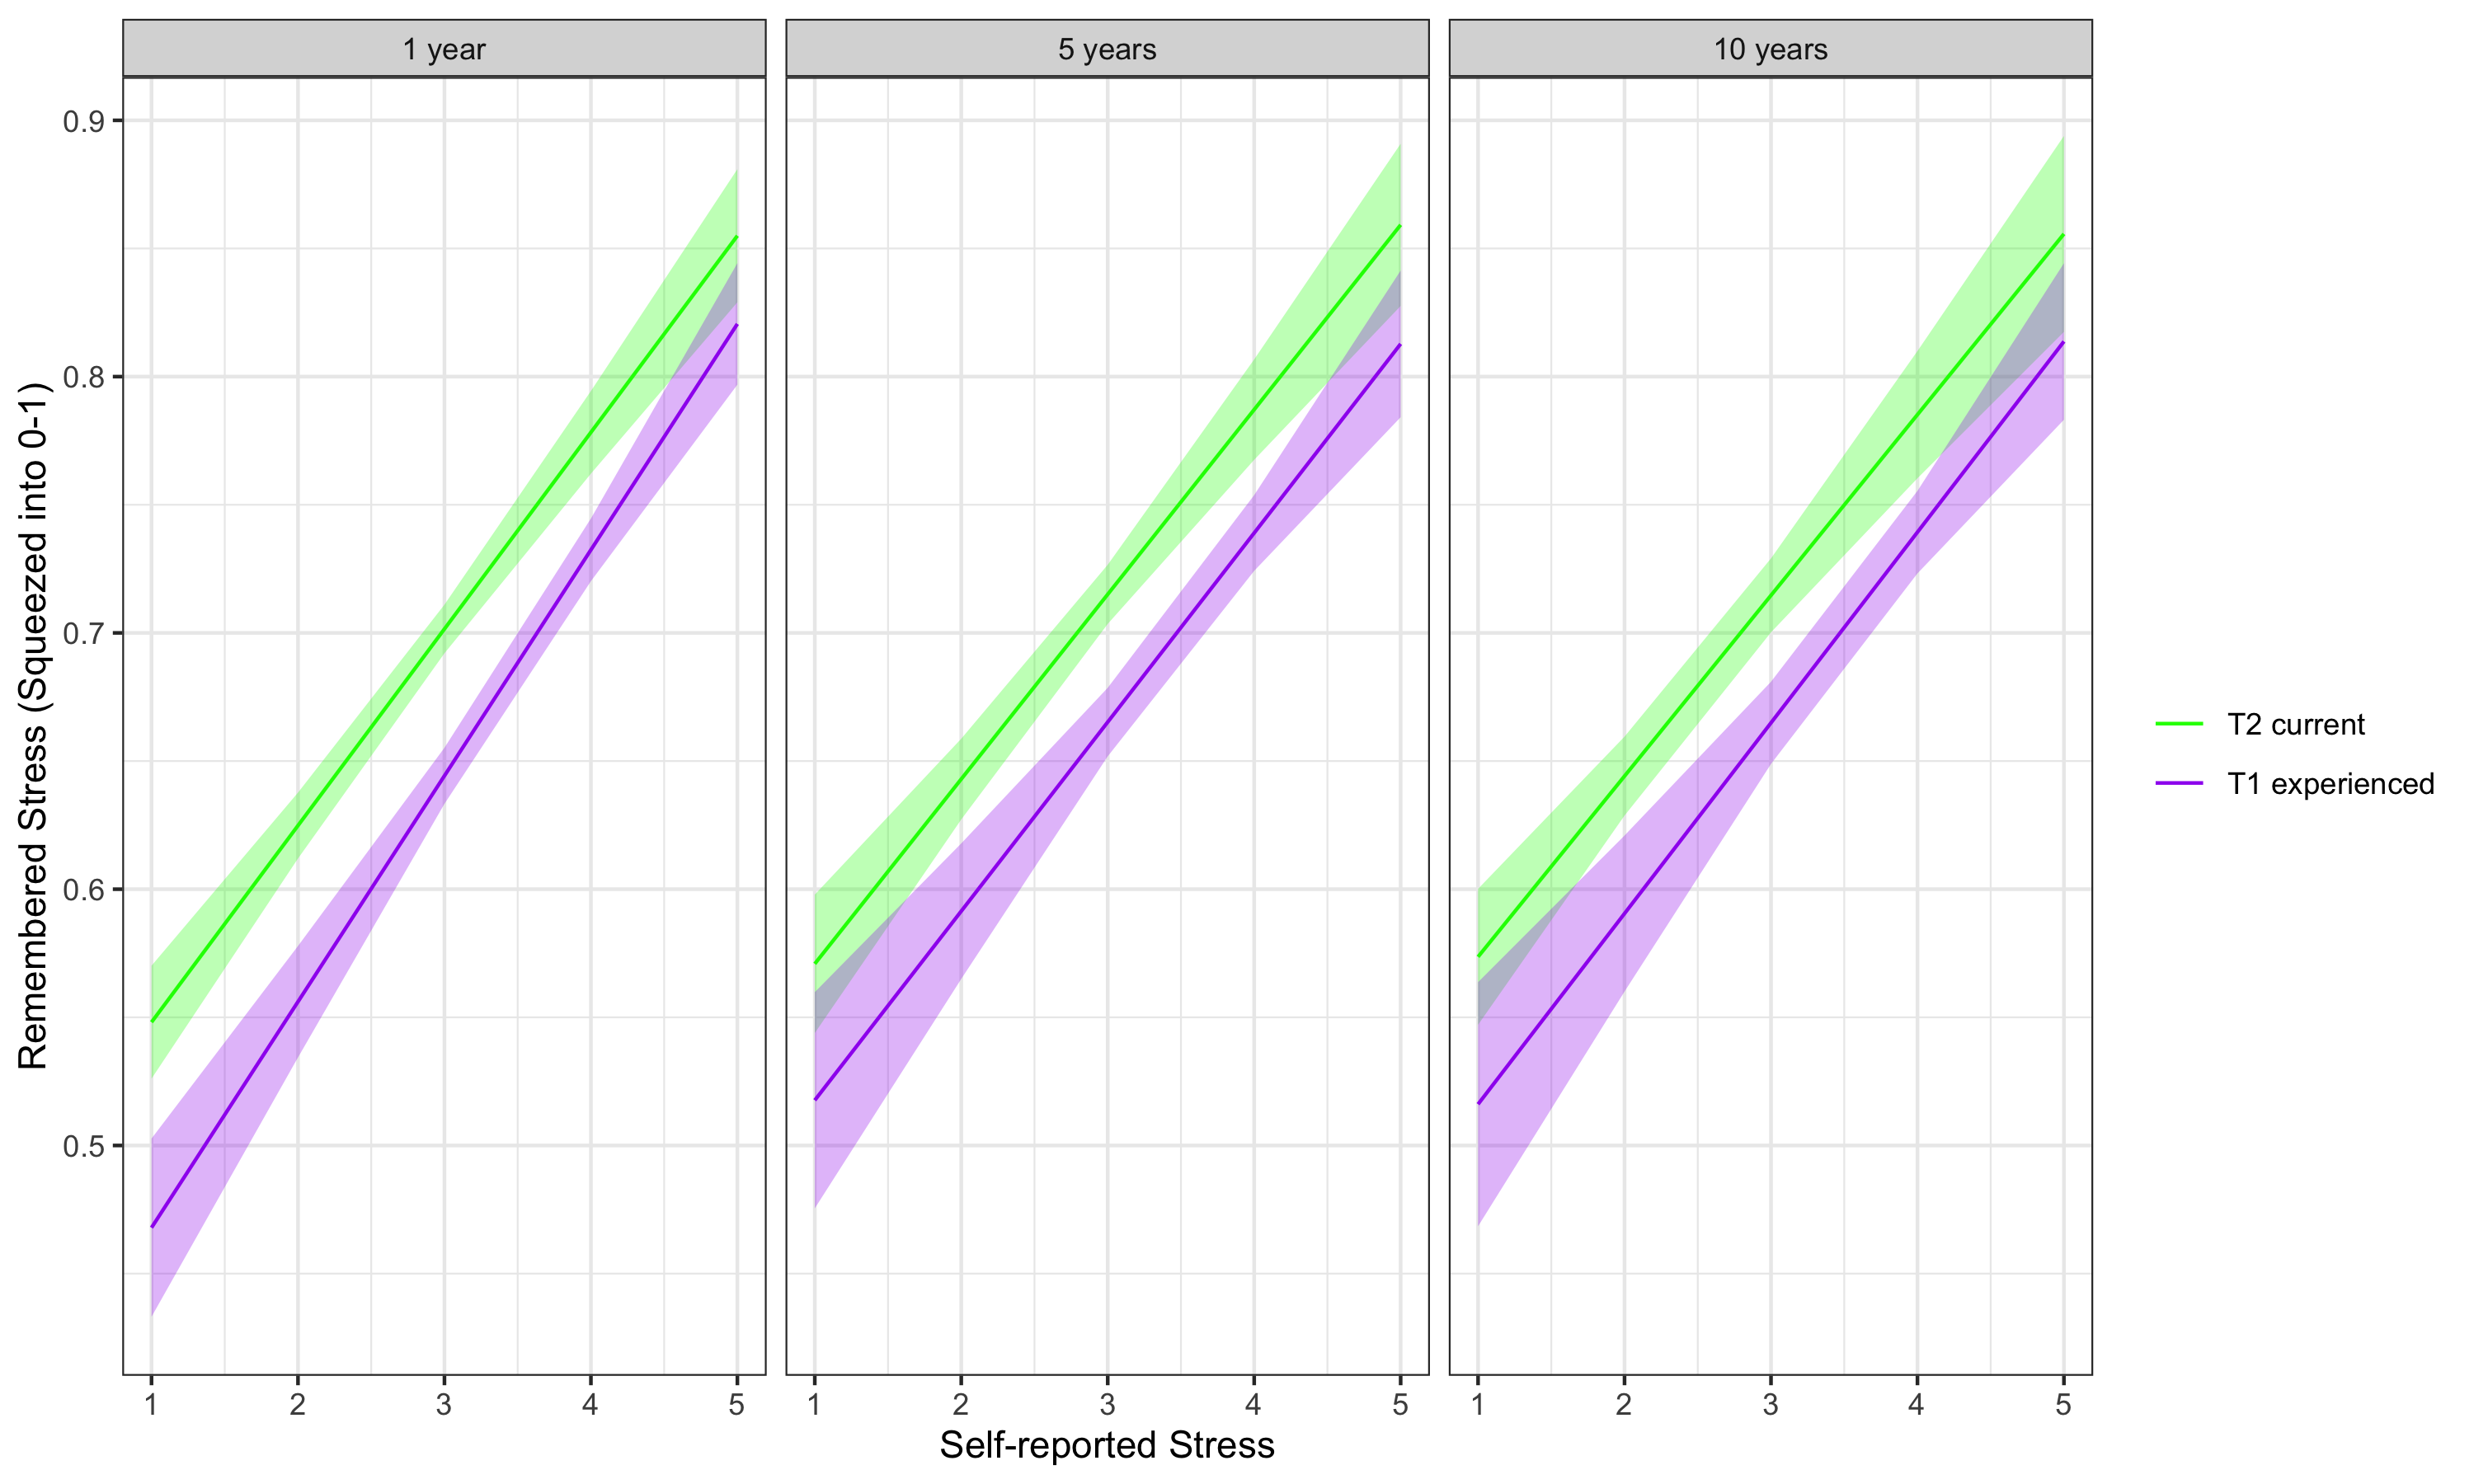 1 year
5 years
10 years
Remembered Stress (Squeezed into 0-1)
0.9
0.8
0.7
0.6
0.5
1 2 3 4 5
1 2 3 4 5
1 2 3 4 5
Self-reported Stress
T2 current
T1 experienced